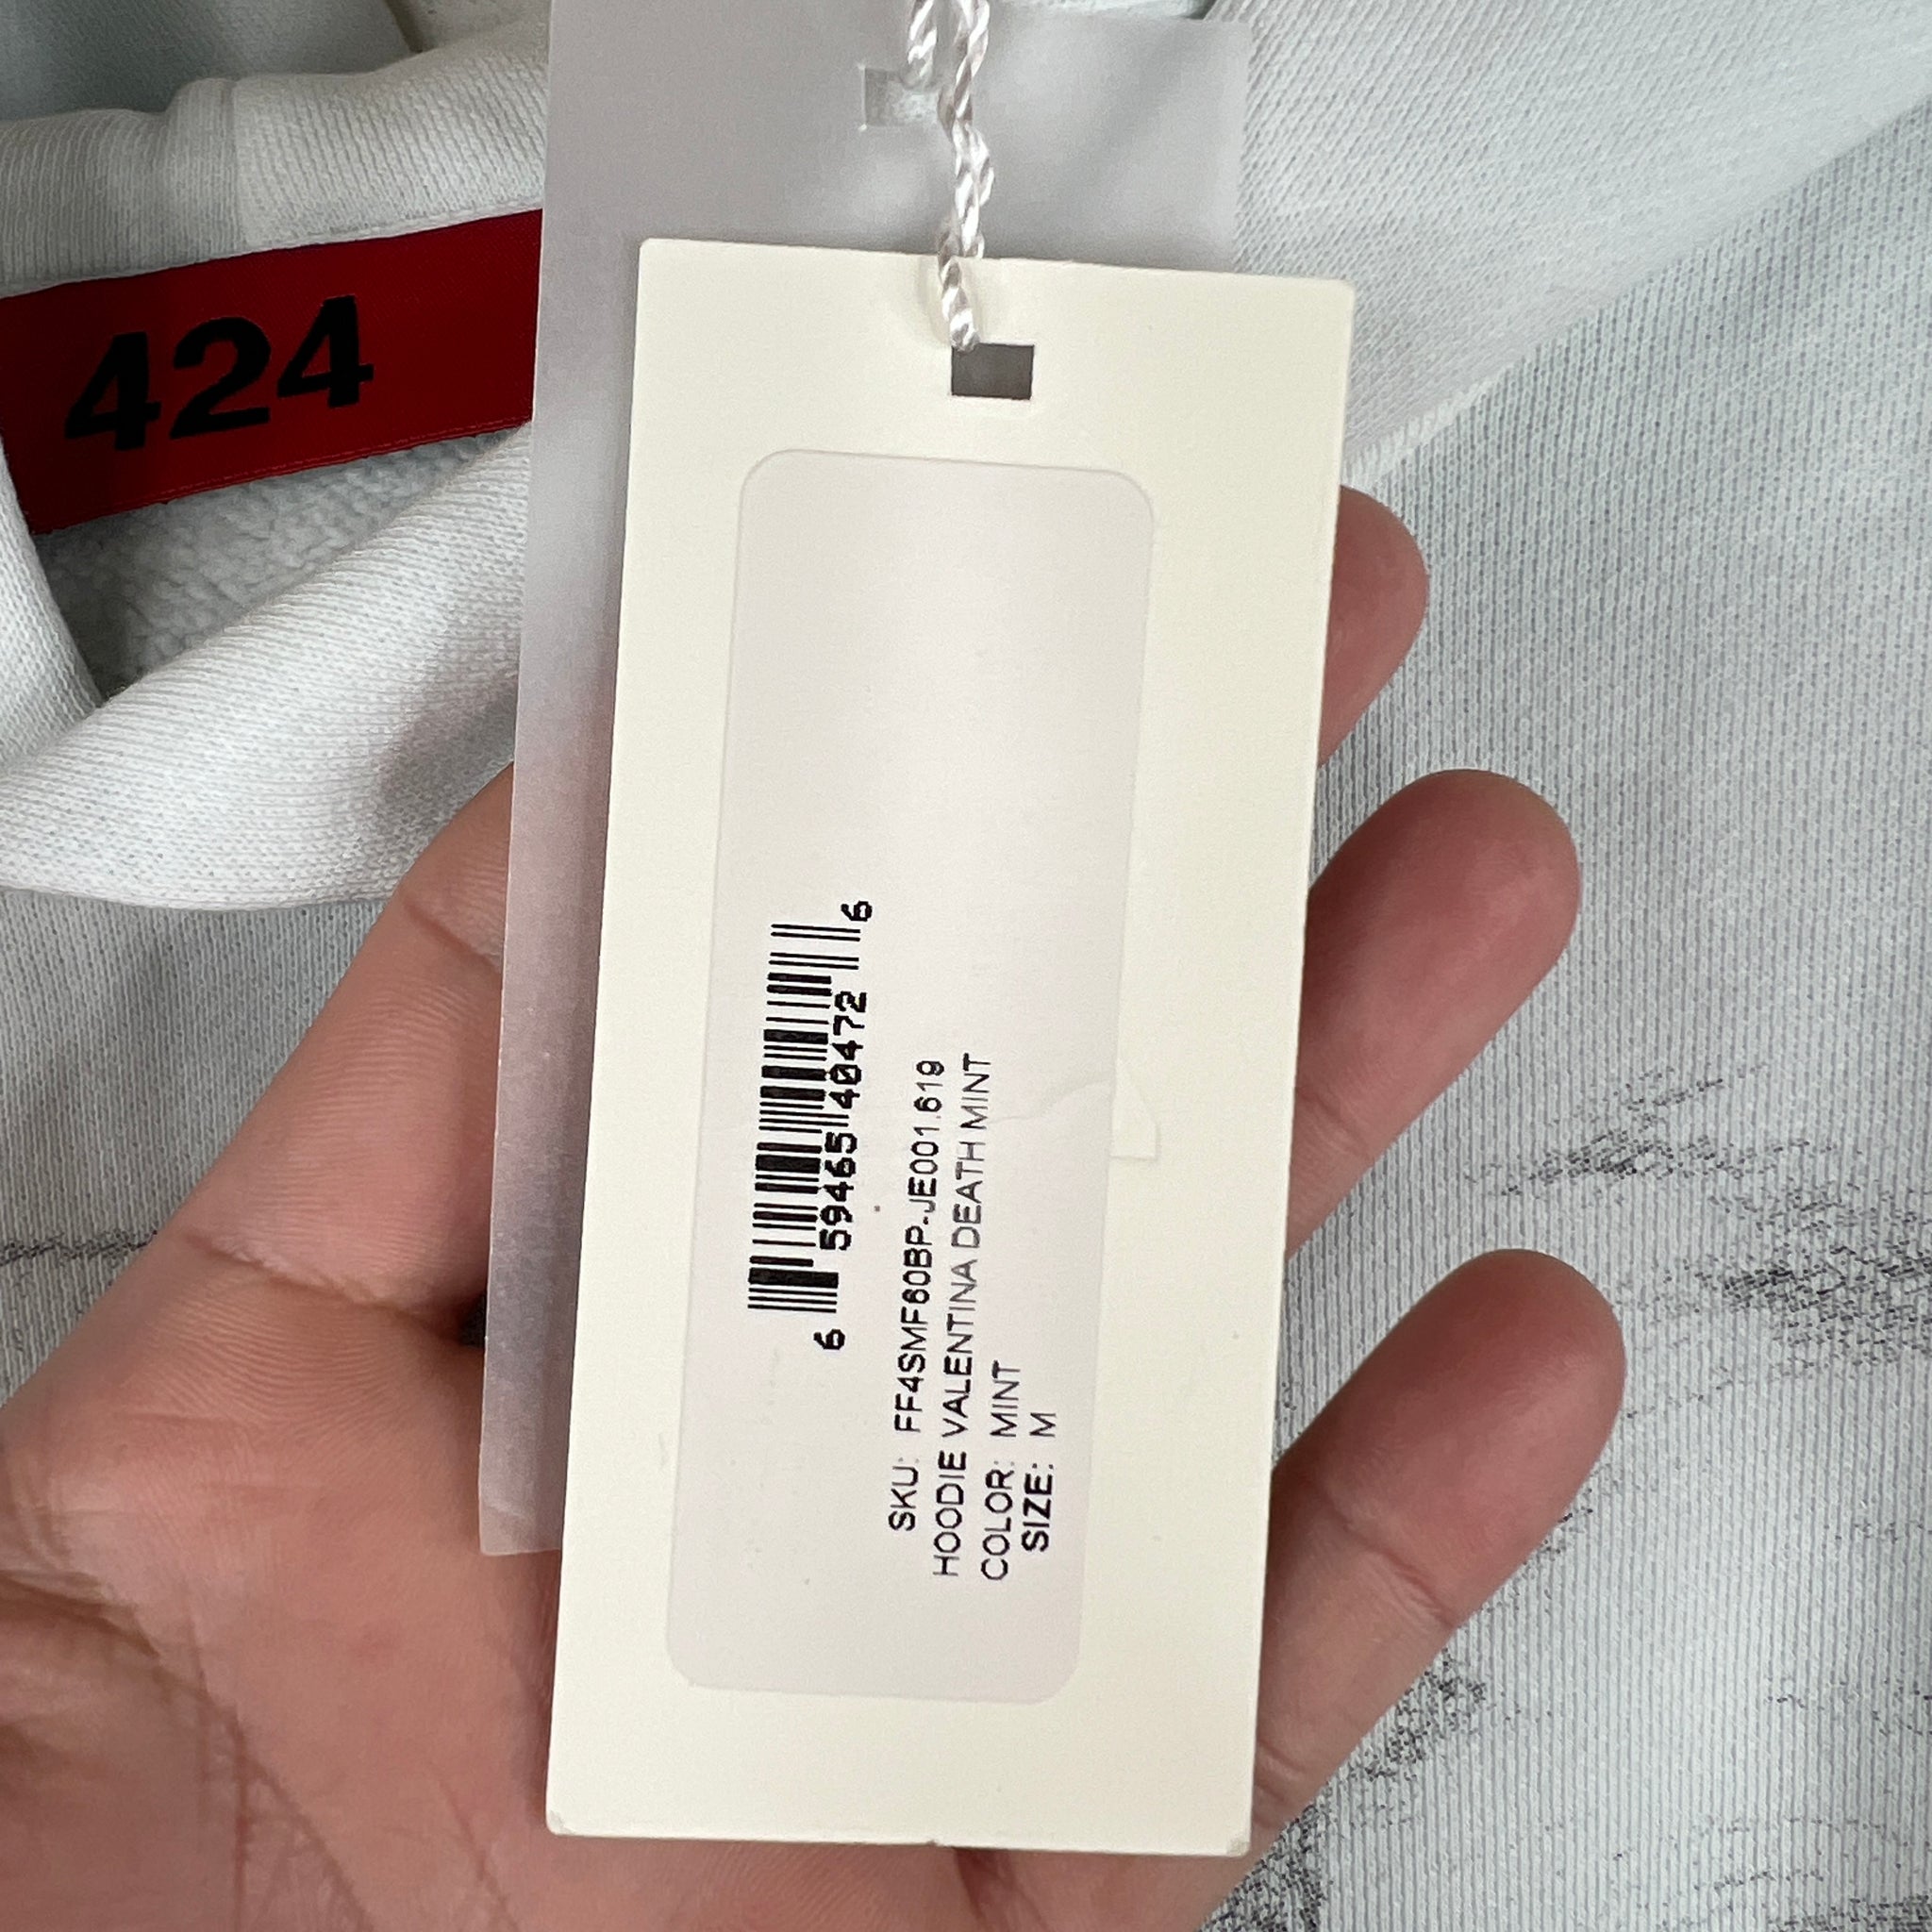 424
6 59465 40472 6
SKU: FF4SMF60BP-JE001.619
HOODIE VALENTINA DEATH MINT
COLOR: MINT
SIZE: M